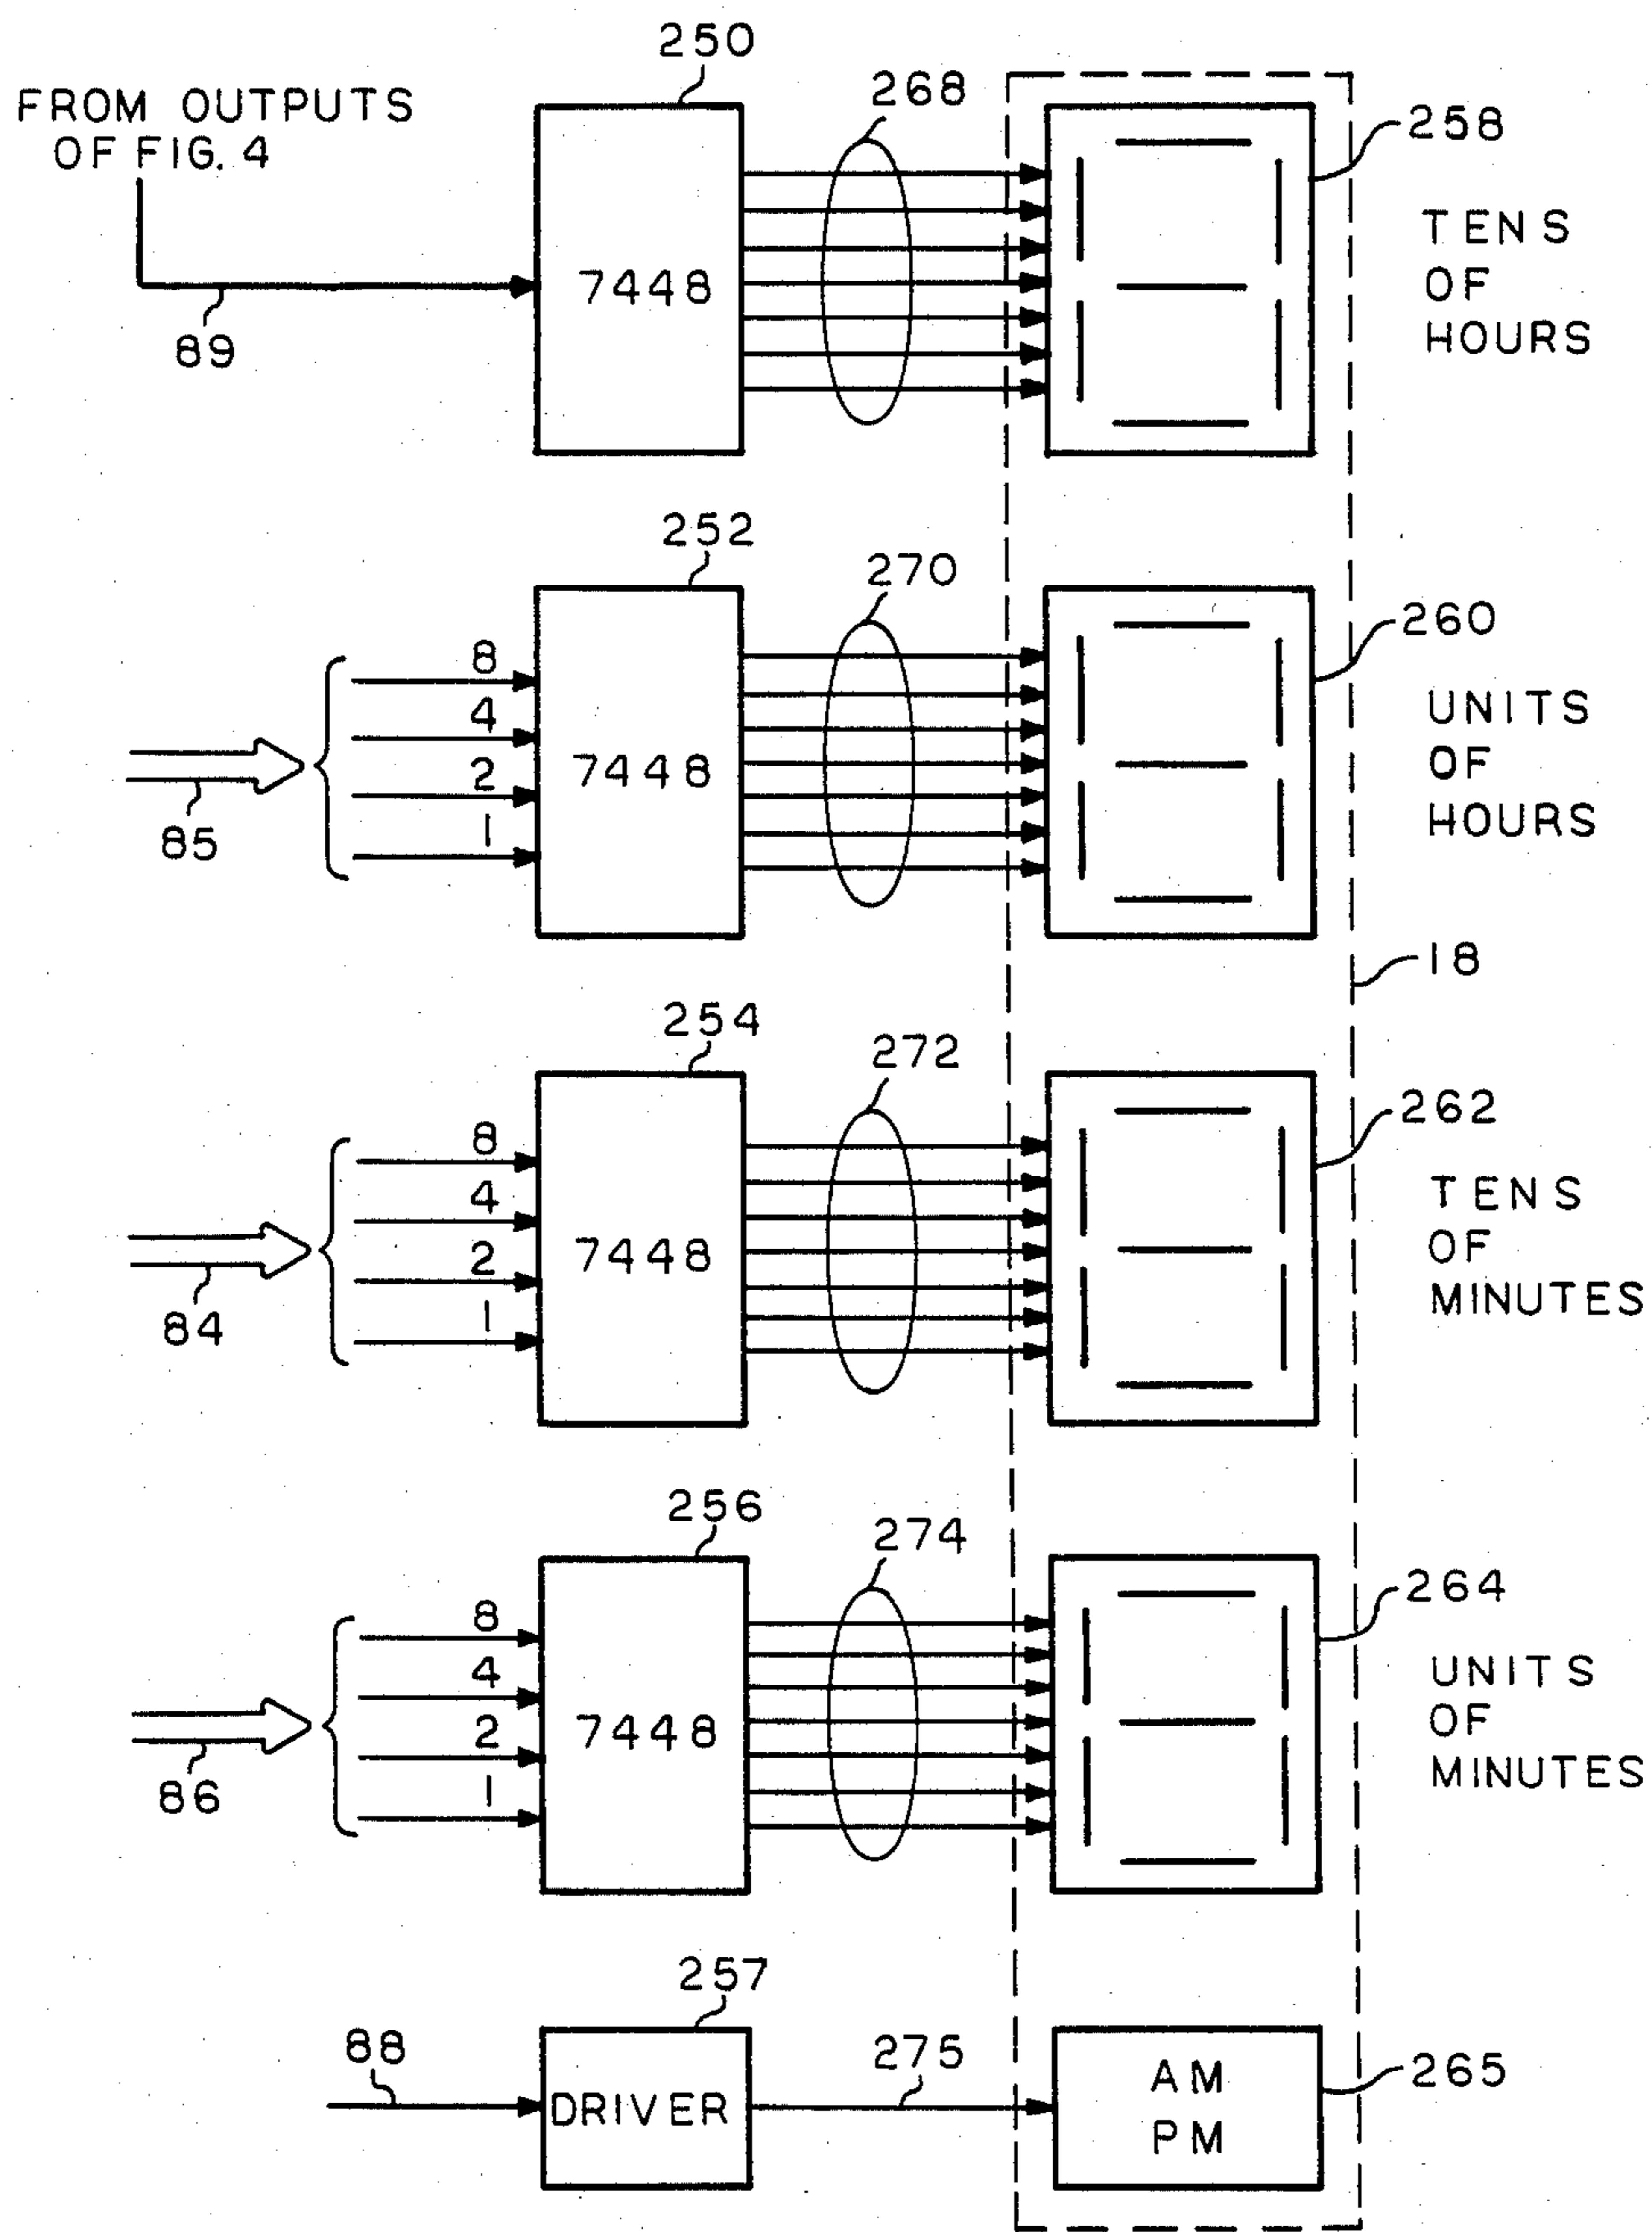 250
FROM OUTPUTS
OF FIG. 4
268
258
7448
89
TENS
OF
HOURS
252
270
260
8
4
2
1
7448
85
UNITS
OF
HOURS
18
254
272
262
8
4
2
1
7448
84
TENS
OF
MINUTES
256
274
264
8
4
2
1
7448
86
UNITS
OF
MINUTES
257
88
DRIVER
275
AM
PM
265